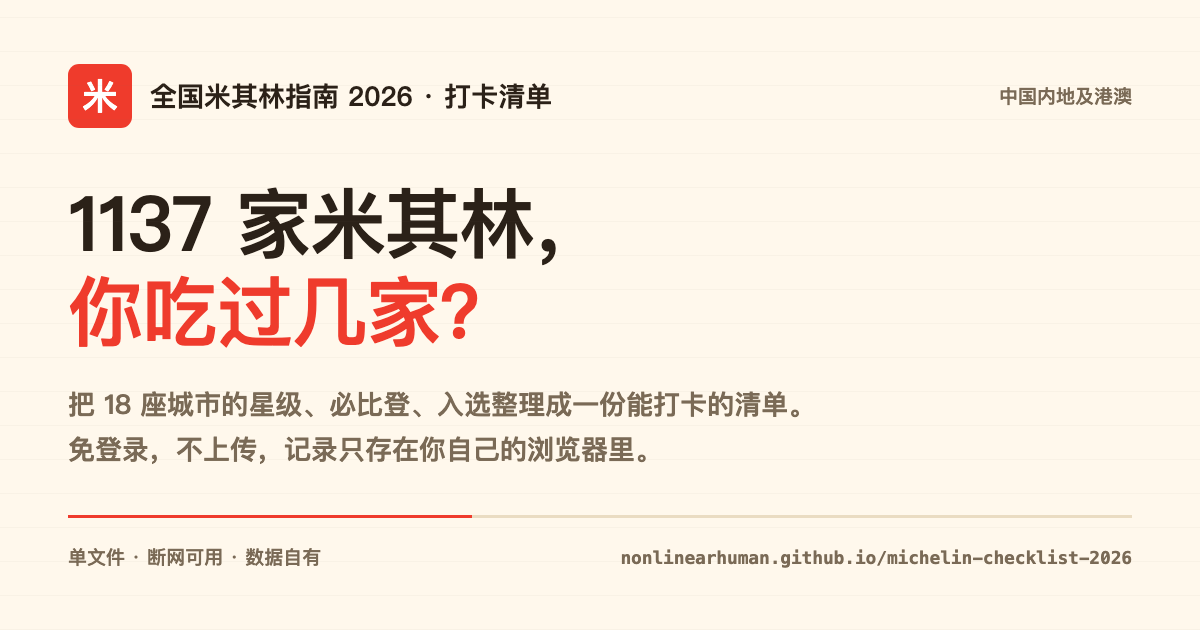 米
全国米其林指南 2026 · 打卡清单
中国内地及港澳
1137 家米其林，
你吃过几家？
把 18 座城市的星级、必比登、入选整理成一份能打卡的清单。
免登录，不上传，记录只存在你自己的浏览器里。
单文件 · 断网可用 · 数据自有
nonlinearhuman.github.io/michelin-checklist-2026